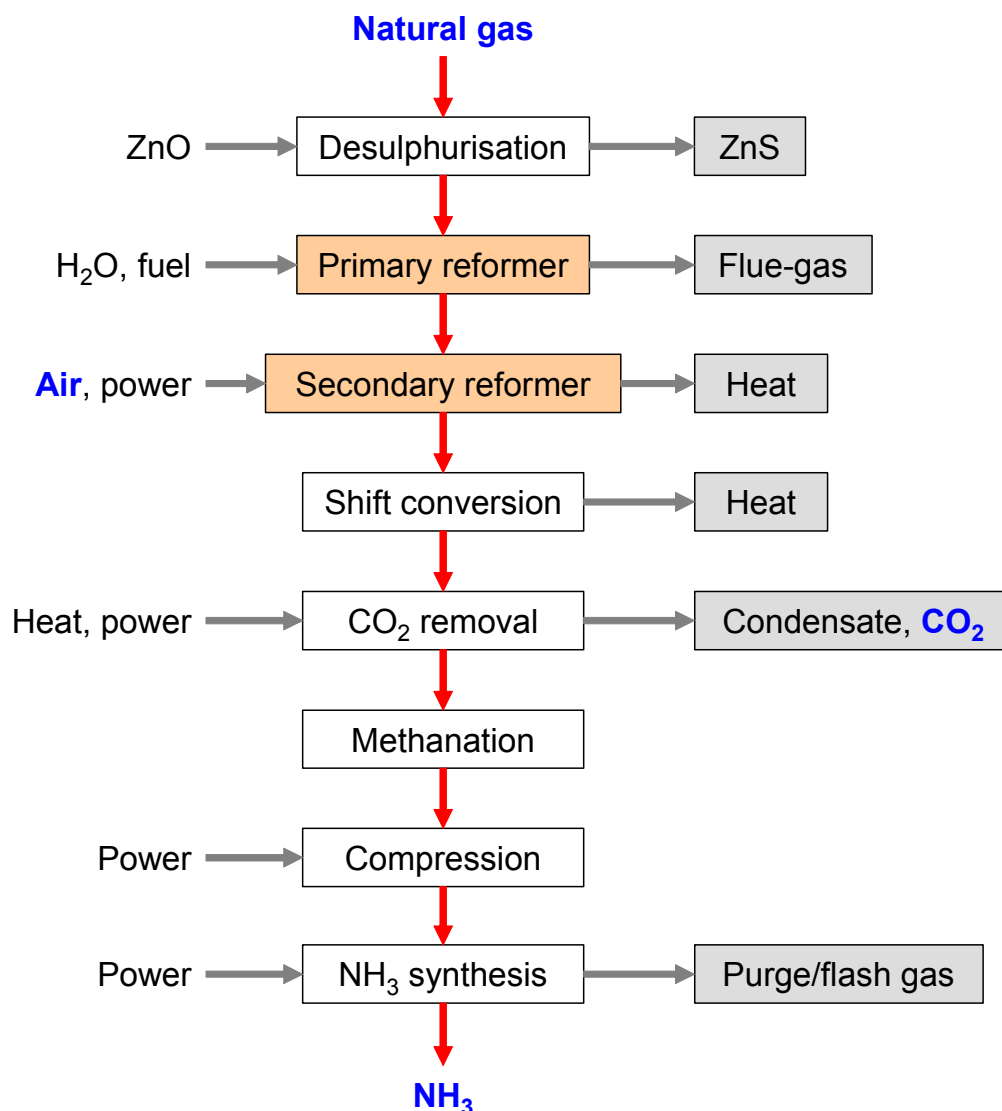 Natural gas
ZnO
Desulphurisation
ZnS
H₂O, fuel
Primary reformer
Flue-gas
Air, power
Secondary reformer
Heat
Shift conversion
Heat
Heat, power
CO₂ removal
Condensate, CO₂
Methanation
Power
Compression
Power
NH₃ synthesis
Purge/flash gas
NH₃